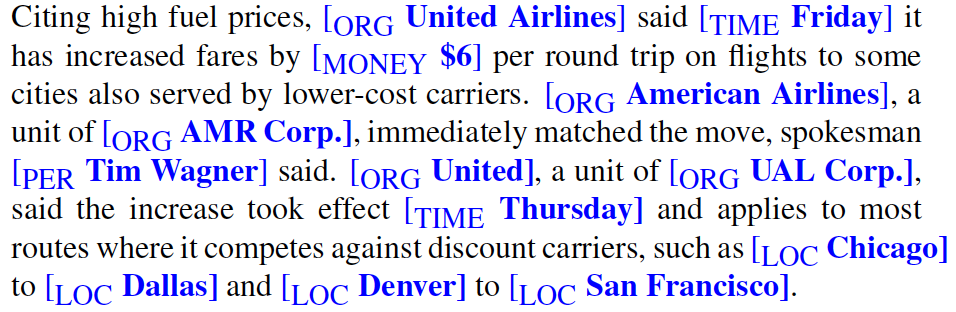 Citing high fuel prices, [ORG United Airlines] said [TIME Friday] it
has increased fares by [MONEY $6] per round trip on flights to some
cities also served by lower-cost carriers. [ORG American Airlines], a
unit of [ORG AMR Corp.], immediately matched the move, spokesman
[PER Tim Wagner] said. [ORG United], a unit of [ORG UAL Corp.],
said the increase took effect [TIME Thursday] and applies to most
routes where it competes against discount carriers, such as [LOC Chicago]
to [LOC Dallas] and [LOC Denver] to [LOC San Francisco].